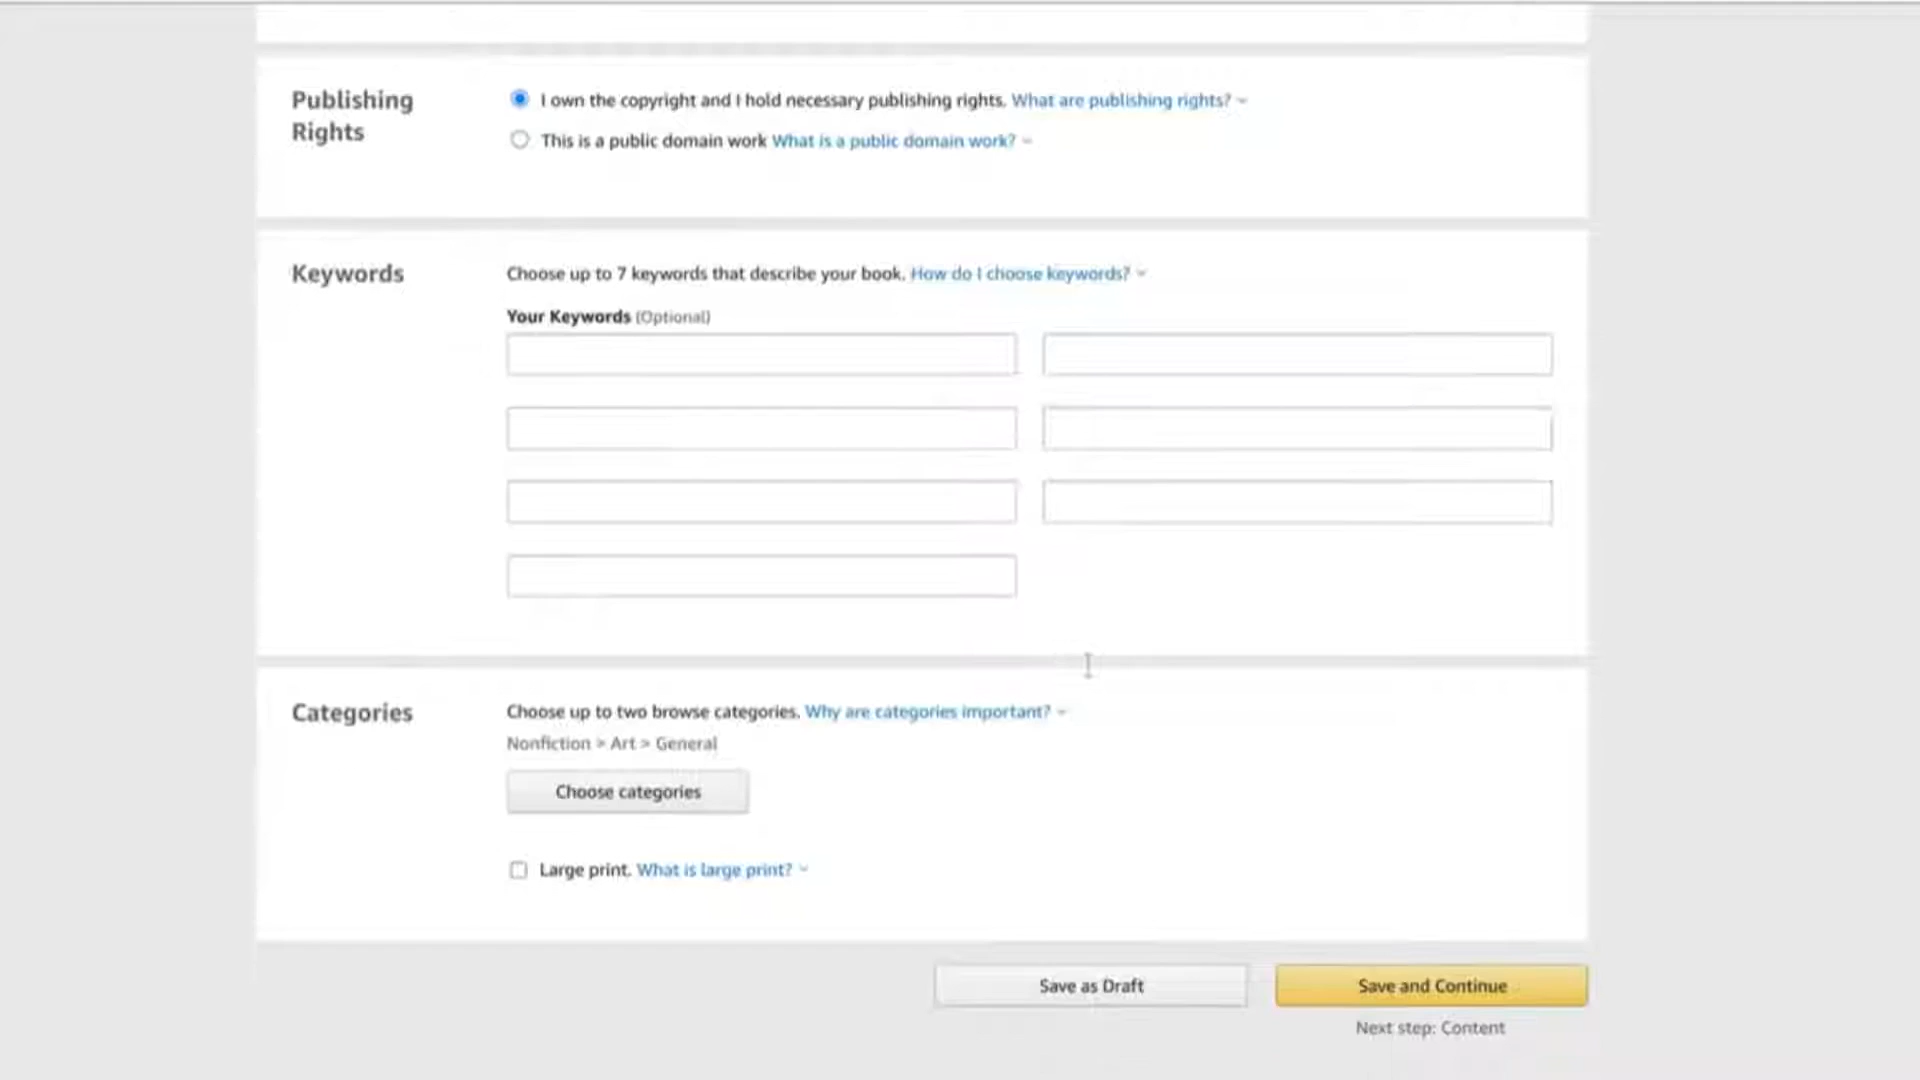 Publishing Rights
I own the copyright and I hold necessary publishing rights. What are publishing rights?
This is a public domain work What is a public domain work?
Keywords
Choose up to 7 keywords that describe your book. How do I choose keywords?
Your Keywords (Optional)
Categories
Choose up to two browse categories. Why are categories important?
Nonfiction > Art > General
Choose categories
Large print. What is large print?
Save as Draft
Save and Continue
Next step: Content